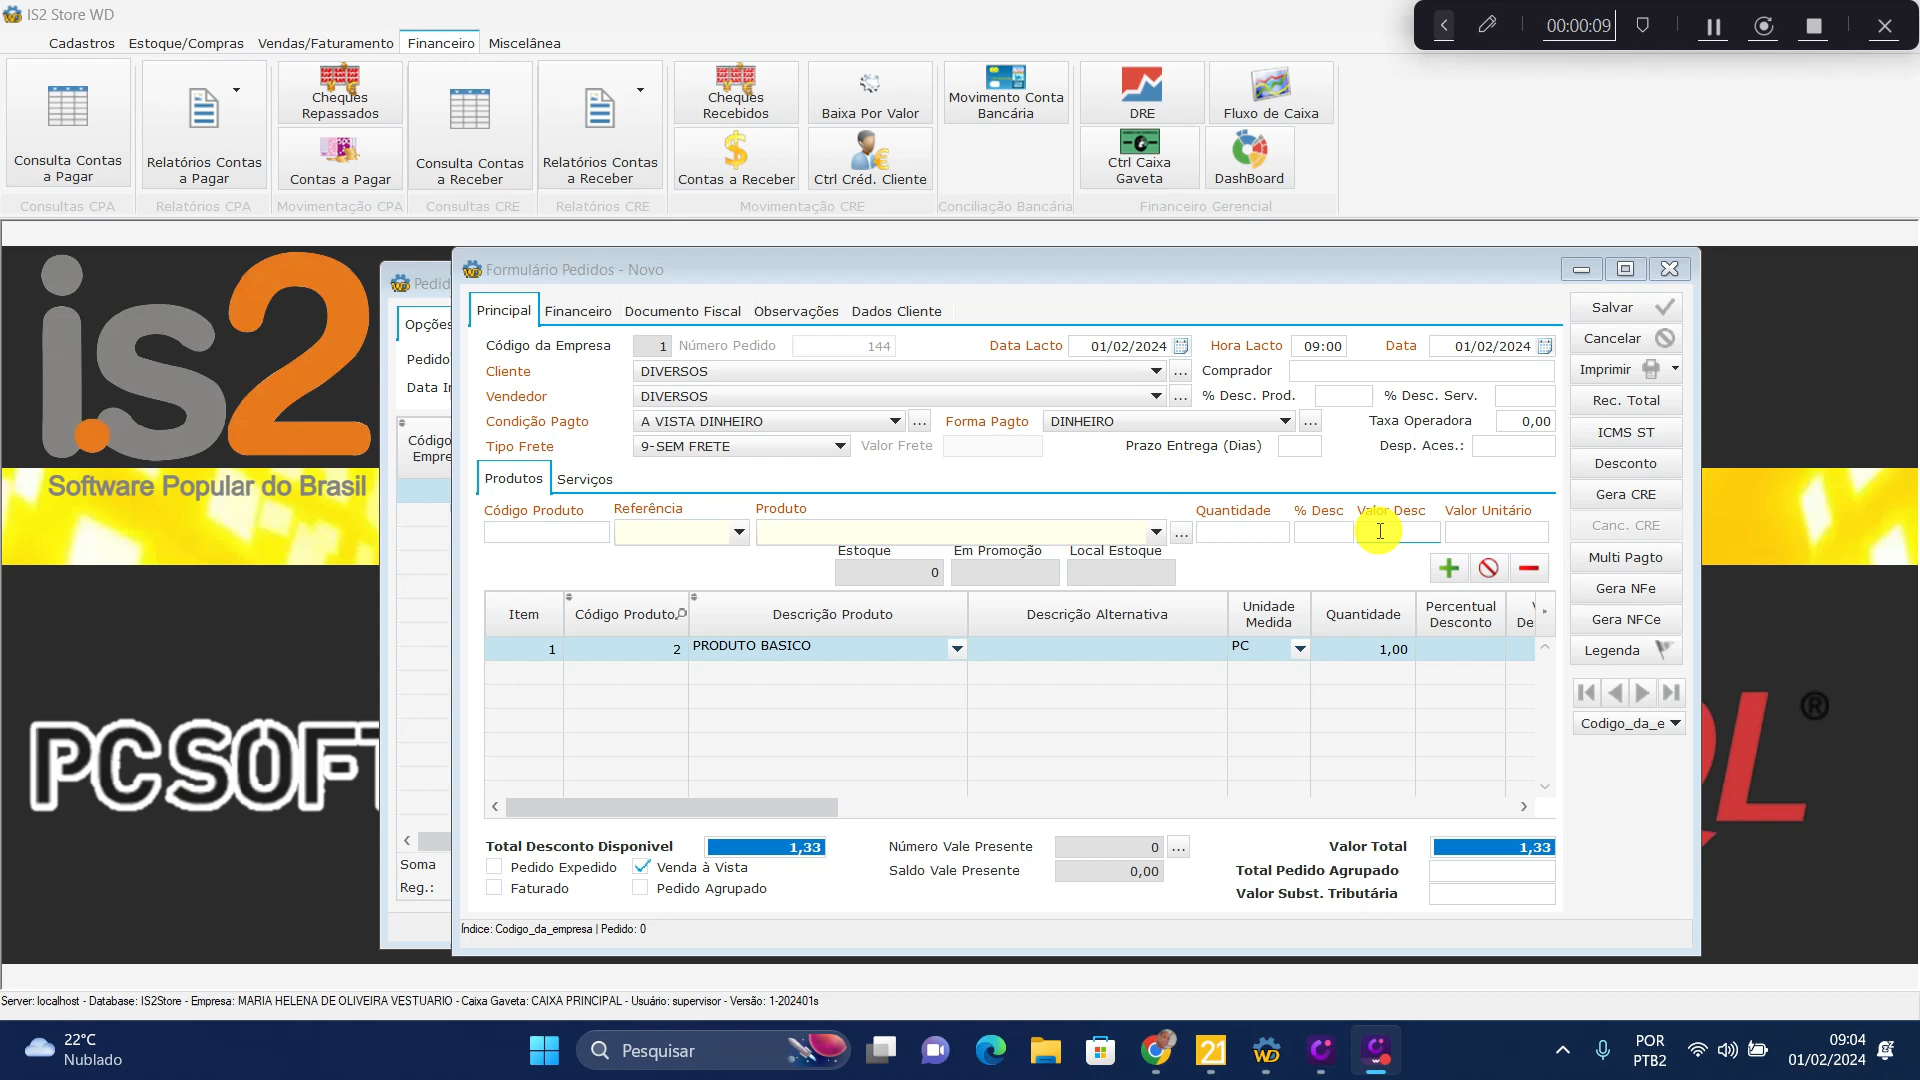 IS2 Store WD
00:00:09
Cadastros Estoque/Compras Vendas/Faturamento Financeiro Miscelânea
Consulta Contas a Pagar
Consultas CPA
Relatórios Contas a Pagar
Relatórios CPA
Cheques Repassados
Contas a Pagar
Movimentação CPA
Consulta Contas a Receber
Consultas CRE
Relatórios Contas a Receber
Relatórios CRE
Cheques Recebidos
Contas a Receber
Baixa Por Valor
Ctrl Créd. Cliente
Movimentação CRE
Movimento Conta Bancária
Conciliação Bancária
DRE
Fluxo de Caixa
Ctrl Caixa Gaveta
DashBoard
Financeiro Gerencial
is2
Software Popular do Brasil
PCSOFT
®
Pedid
Opções
Pedido
Data In
Código
Empre
Soma
Reg.:
Formulário Pedidos - Novo
Principal Financeiro Documento Fiscal Observações Dados Cliente
Código da Empresa 1 Número Pedido 144 Data Lacto 01/02/2024 Hora Lacto 09:00 Data 01/02/2024
Cliente DIVERSOS ... Comprador
Vendedor DIVERSOS ... % Desc. Prod. % Desc. Serv.
Condição Pagto A VISTA DINHEIRO ... Forma Pagto DINHEIRO ... Taxa Operadora 0,00
Tipo Frete 9-SEM FRETE Valor Frete Prazo Entrega (Dias) Desp. Aces.:
Produtos Serviços
Código Produto Referência Produto ... Quantidade % Desc Valor Desc Valor Unitário
Estoque Em Promoção Local Estoque
0
Item Código Produto Descrição Produto Descrição Alternativa Unidade Medida Quantidade Percentual Desconto
1 2 PRODUTO BASICO PC 1,00
Total Desconto Disponivel 1,33 Número Vale Presente 0 ... Valor Total 1,33
Pedido Expedido Venda à Vista Saldo Vale Presente 0,00 Total Pedido Agrupado
Faturado Pedido Agrupado Valor Subst. Tributária
Índice: Codigo_da_empresa | Pedido: 0
Salvar
Cancelar
Imprimir
Rec. Total
ICMS ST
Desconto
Gera CRE
Canc. CRE
Multi Pagto
Gera NFe
Gera NFCe
Legenda
Codigo_da_e
Server: localhost - Database: IS2Store - Empresa: MARIA HELENA DE OLIVEIRA VESTUARIO - Caixa Gaveta: CAIXA PRINCIPAL - Usuário: supervisor - Versão: 1-202401s
22°C
Nublado
Pesquisar
21
WD
POR
PTB2
09:04
01/02/2024